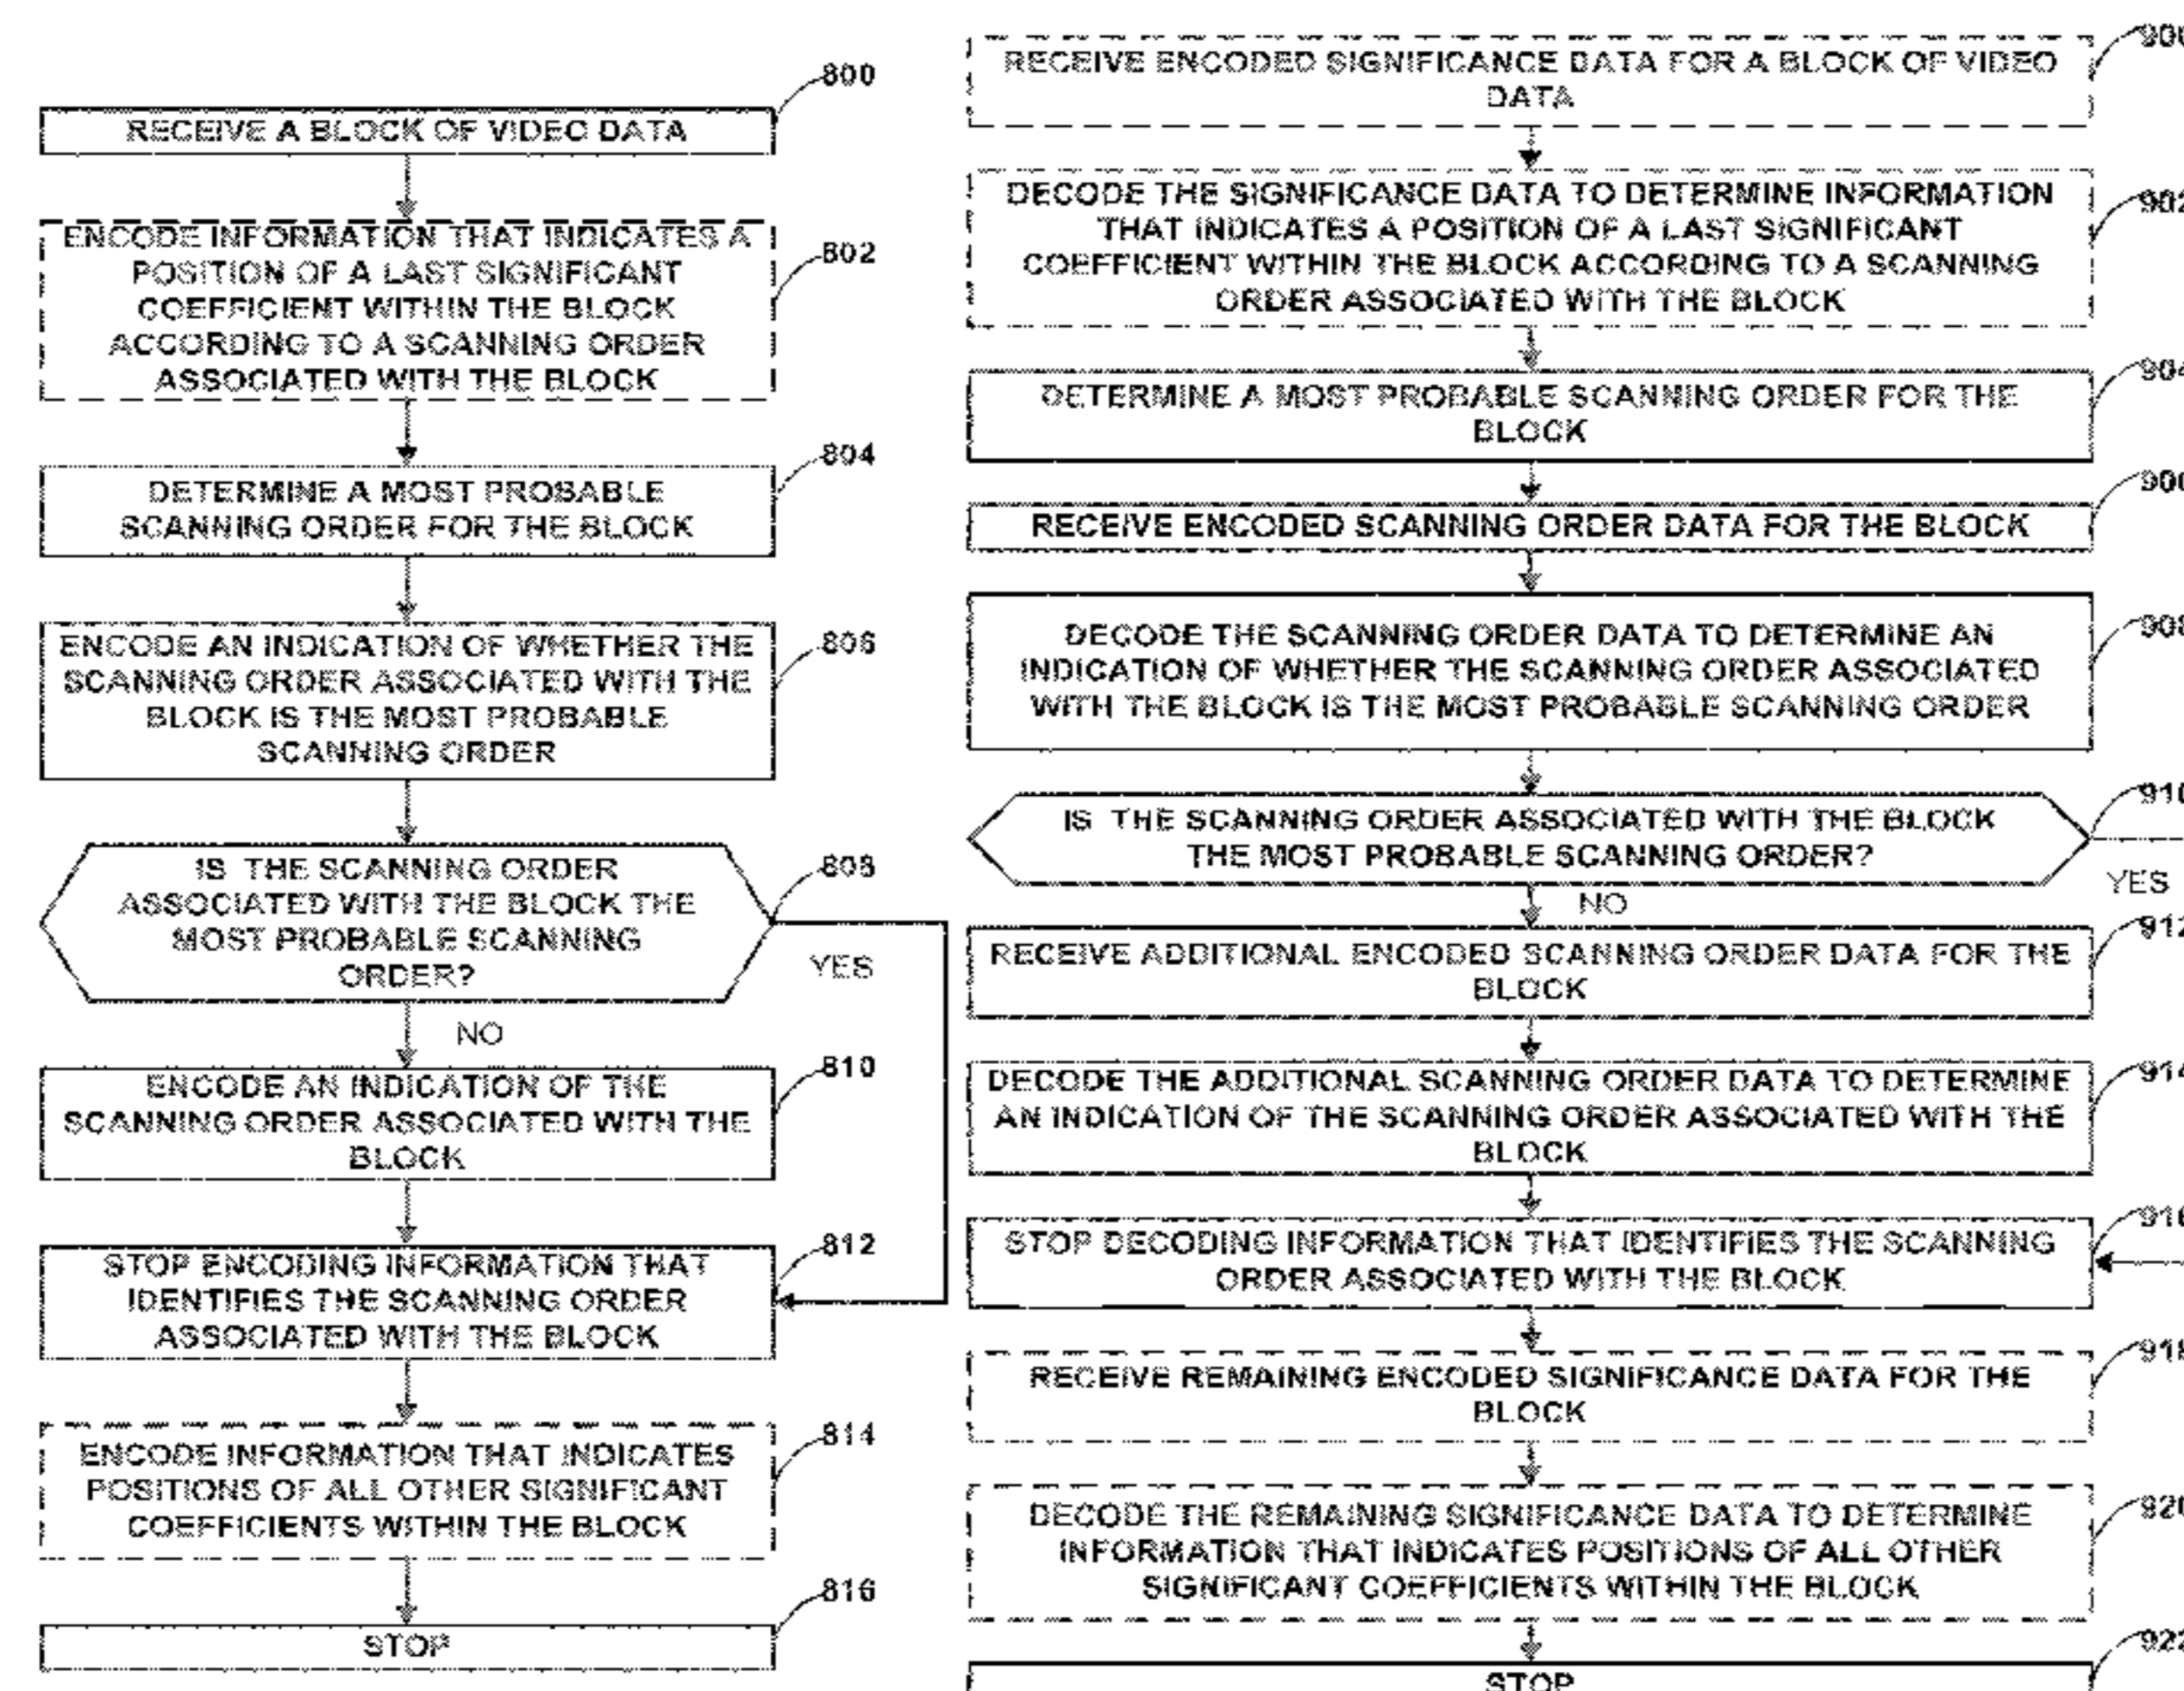 800
RECEIVE A BLOCK OF VIDEO DATA
ENCODE INFORMATION THAT INDICATES A
POSITION OF A LAST SIGNIFICANT
COEFFICIENT WITHIN THE BLOCK
ACCORDING TO A SCANNING ORDER
ASSOCIATED WITH THE BLOCK
802
804
DETERMINE A MOST PROBABLE
SCANNING ORDER FOR THE BLOCK
806
ENCODE AN INDICATION OF WHETHER THE
SCANNING ORDER ASSOCIATED WITH THE
BLOCK IS THE MOST PROBABLE
SCANNING ORDER
808
IS THE SCANNING ORDER
ASSOCIATED WITH THE BLOCK THE
MOST PROBABLE SCANNING
ORDER?
YES
NO
810
ENCODE AN INDICATION OF THE
SCANNING ORDER ASSOCIATED WITH THE
BLOCK
812
STOP ENCODING INFORMATION THAT
IDENTIFIES THE SCANNING ORDER
ASSOCIATED WITH THE BLOCK
814
ENCODE INFORMATION THAT INDICATES
POSITIONS OF ALL OTHER SIGNIFICANT
COEFFICIENTS WITHIN THE BLOCK
816
STOP
RECEIVE ENCODED SIGNIFICANCE DATA FOR A BLOCK OF VIDEO
DATA
DECODE THE SIGNIFICANCE DATA TO DETERMINE INFORMATION
THAT INDICATES A POSITION OF A LAST SIGNIFICANT
COEFFICIENT WITHIN THE BLOCK ACCORDING TO A SCANNING
ORDER ASSOCIATED WITH THE BLOCK
902
904
DETERMINE A MOST PROBABLE SCANNING ORDER FOR THE
BLOCK
RECEIVE ENCODED SCANNING ORDER DATA FOR THE BLOCK
DECODE THE SCANNING ORDER DATA TO DETERMINE AN
INDICATION OF WHETHER THE SCANNING ORDER ASSOCIATED
WITH THE BLOCK IS THE MOST PROBABLE SCANNING ORDER
910
IS THE SCANNING ORDER ASSOCIATED WITH THE BLOCK
THE MOST PROBABLE SCANNING ORDER?
YES
NO
912
RECEIVE ADDITIONAL ENCODED SCANNING ORDER DATA FOR THE
BLOCK
914
DECODE THE ADDITIONAL SCANNING ORDER DATA TO DETERMINE
AN INDICATION OF THE SCANNING ORDER ASSOCIATED WITH THE
BLOCK
916
STOP DECODING INFORMATION THAT IDENTIFIES THE SCANNING
ORDER ASSOCIATED WITH THE BLOCK
918
RECEIVE REMAINING ENCODED SIGNIFICANCE DATA FOR THE
BLOCK
920
DECODE THE REMAINING SIGNIFICANCE DATA TO DETERMINE
INFORMATION THAT INDICATES POSITIONS OF ALL OTHER
SIGNIFICANT COEFFICIENTS WITHIN THE BLOCK
922
STOP